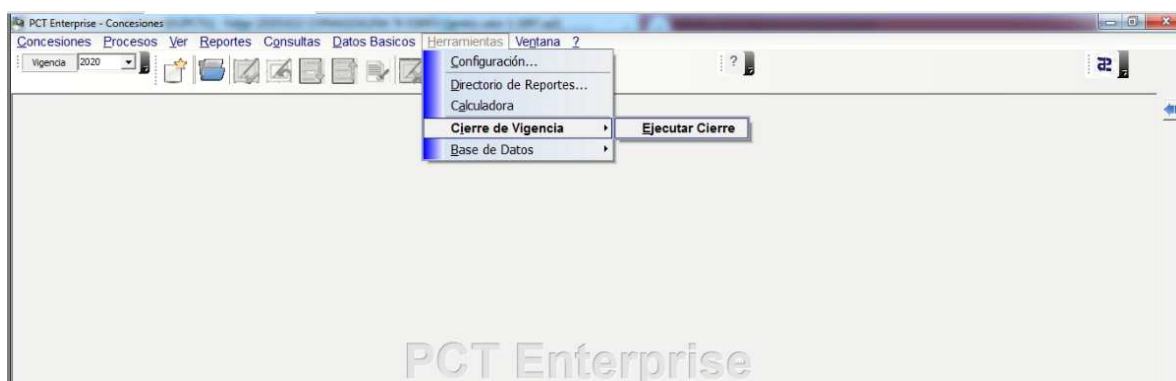 PCT Enterprise - Concesiones
Concesiones Procesos Ver Reportes Consultas Datos Basicos Herramientas Ventana ?
Vigencia 2020
?
Configuración...
Directorio de Reportes...
Calculadora
Cierre de Vigencia
Ejecutar Cierre
Base de Datos
PCT Enterprise